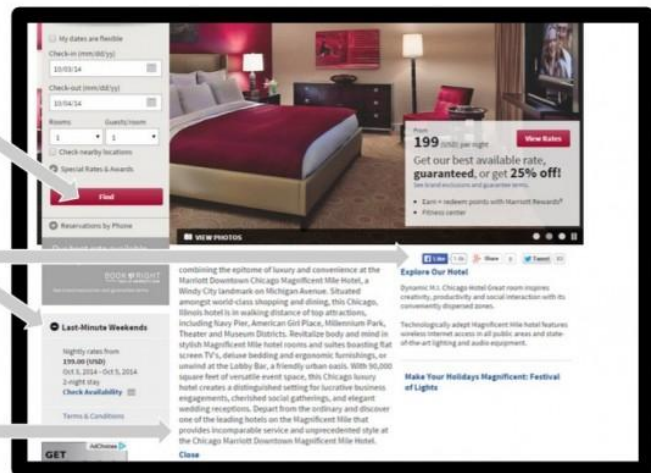 My dates are flexible
Check-in (mm/dd/yy)
10/03/14
Check-out (mm/dd/yy)
10/04/14
Rooms
Guests/room
1
1
Check nearby locations
Special Rates & Awards
Find
Reservations by Phone
BOOK RIGHT
Last-Minute Weekends
Nightly rates from
199.00 (USD)
Oct 3, 2014 - Oct 5, 2014
2-night stay
Check Availability
Terms & Conditions
AdChoices
GET
From
199 (USD) per night
View Rates
Get our best available rate,
guaranteed, or get 25% off!
See brand exclusions and guarantee terms.
• Earn + redeem points with Marriott Rewards®
• Fitness center
VIEW PHOTOS
Like
Share
Tweet
combining the epitome of luxury and convenience at the
Marriott Downtown Chicago Magnificent Mile Hotel, a
Windy City landmark on Michigan Avenue. Situated
amongst world-class shopping and dining, this Chicago,
Illinois hotel is in walking distance of top attractions,
including Navy Pier, American Girl Place, Millennium Park,
Theater and Museum Districts. Revitalize body and mind in
stylish Magnificent Mile hotel rooms and suites boasting flat
screen TV's, deluxe bedding and ergonomic furnishings, or
unwind at the Lobby Bar, a friendly urban oasis. With 90,000
square feet of versatile event space, this Chicago luxury
hotel creates a distinguished setting for lucrative business
engagements, cherished social gatherings, and elegant
wedding receptions. Depart from the ordinary and discover
one of the leading hotels on the Magnificent Mile that
provides incomparable service and unprecedented style at
the Chicago Marriott Downtown Magnificent Mile Hotel.
Close
Explore Our Hotel
Dynamic M.I. Chicago Hotel Great room inspires
creativity, productivity and social interaction with its
conveniently dispersed zones.
Technologically adept Magnificent Mile hotel features
wireless internet access in all public areas and state-
of-the-art lighting and audio equipment.
Make Your Holidays Magnificent: Festival
of Lights